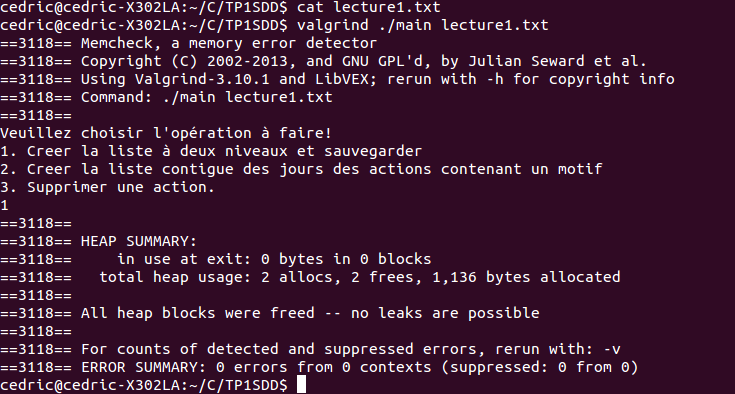 cedric@cedric-X302LA:~/C/TP1SDD$ cat lecture1.txt
cedric@cedric-X302LA:~/C/TP1SDD$ valgrind ./main lecture1.txt
==3118== Memcheck, a memory error detector
==3118== Copyright (C) 2002-2013, and GNU GPL'd, by Julian Seward et al.
==3118== Using Valgrind-3.10.1 and LibVEX; rerun with -h for copyright info
==3118== Command: ./main lecture1.txt
==3118==
Veuillez choisir l'opération à faire!
1. Creer la liste à deux niveaux et sauvegarder
2. Creer la liste contigue des jours des actions contenant un motif
3. Supprimer une action.
1
==3118==
==3118== HEAP SUMMARY:
==3118==     in use at exit: 0 bytes in 0 blocks
==3118==   total heap usage: 2 allocs, 2 frees, 1,136 bytes allocated
==3118==
==3118== All heap blocks were freed -- no leaks are possible
==3118==
==3118== For counts of detected and suppressed errors, rerun with: -v
==3118== ERROR SUMMARY: 0 errors from 0 contexts (suppressed: 0 from 0)
cedric@cedric-X302LA:~/C/TP1SDD$